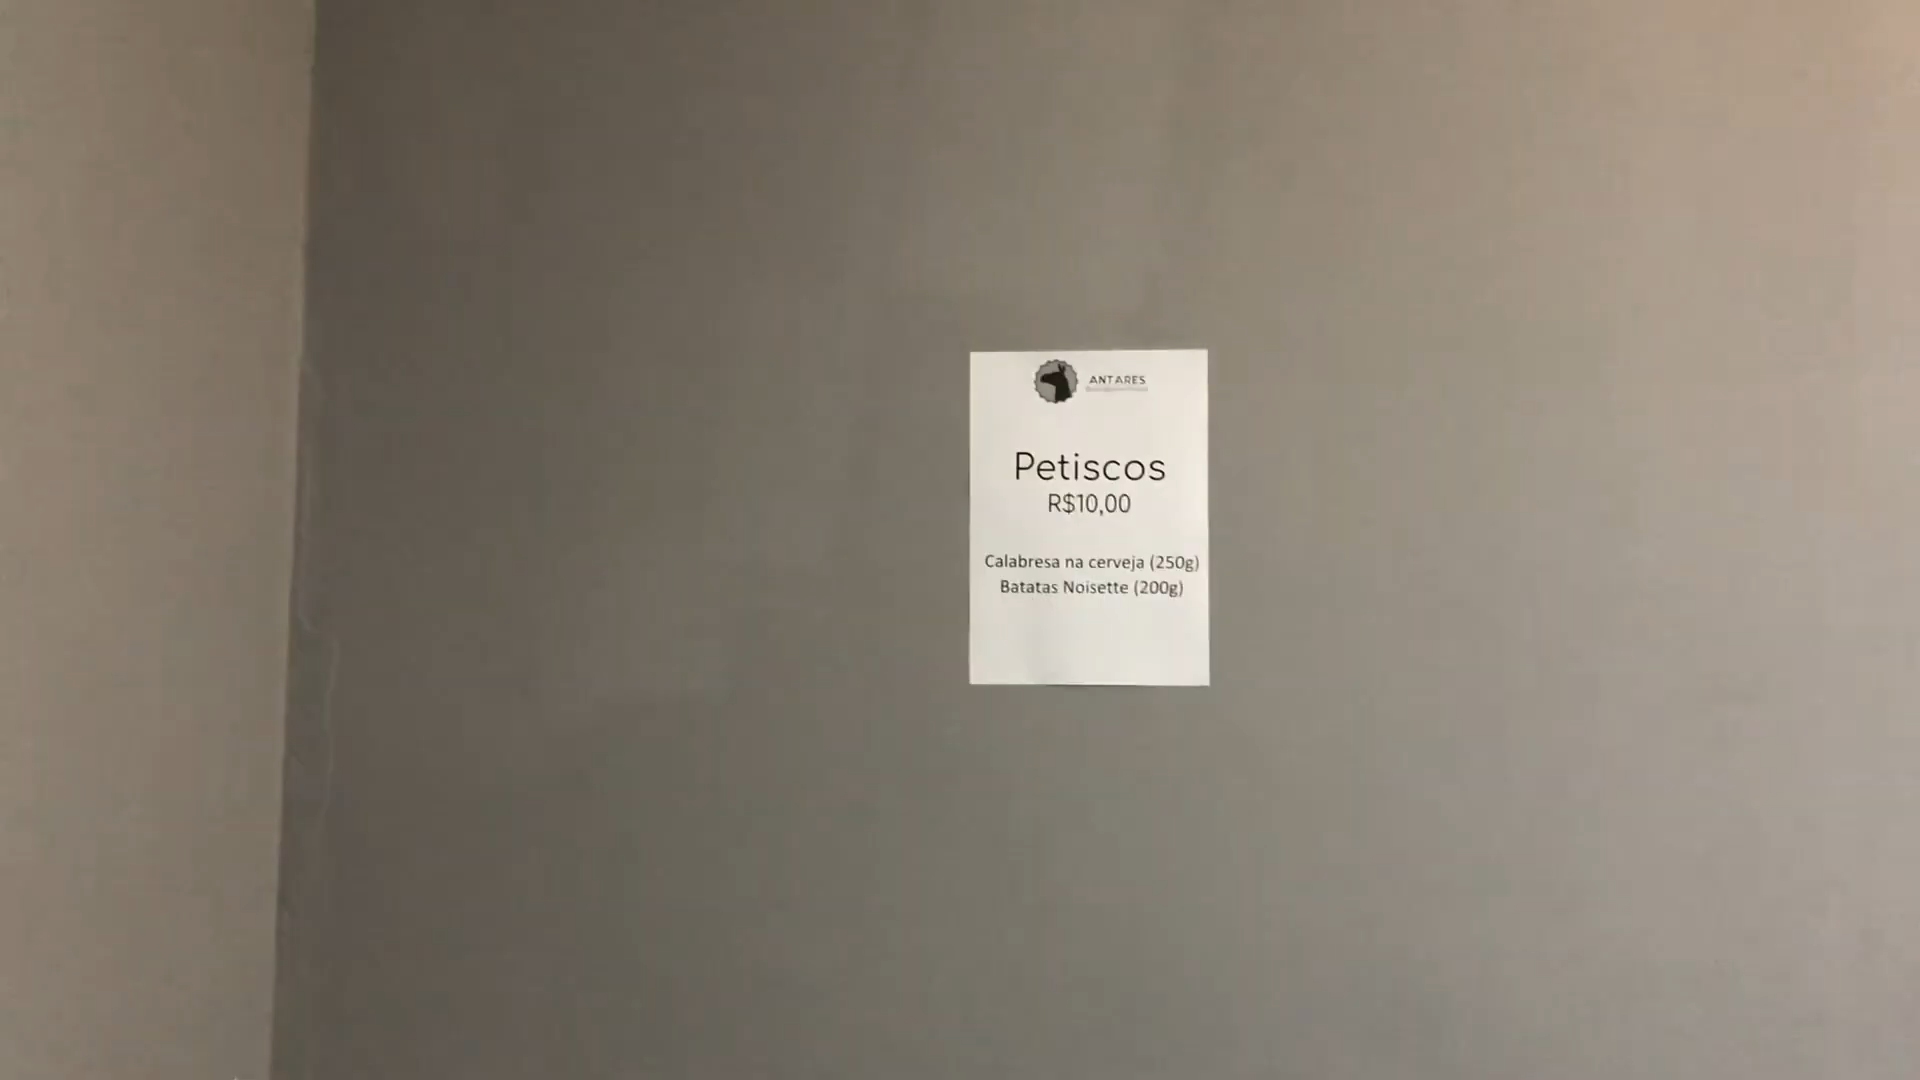 ANTARES
Petiscos
R$10,00
Calabresa na cerveja (250g)
Batatas Noisette (200g)